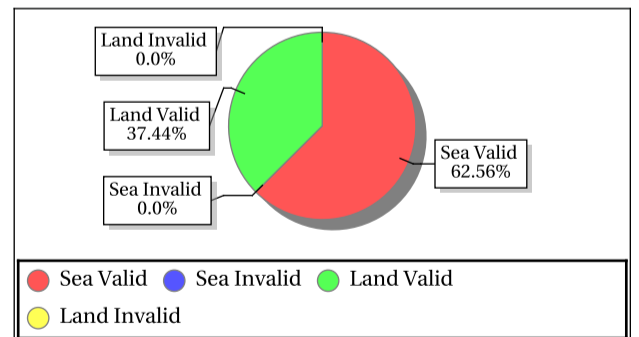 Land Invalid
0.0%
Land Valid
37.44%
Sea Valid
62.56%
Sea Invalid
0.0%
Sea Valid Sea Invalid Land Valid
Land Invalid